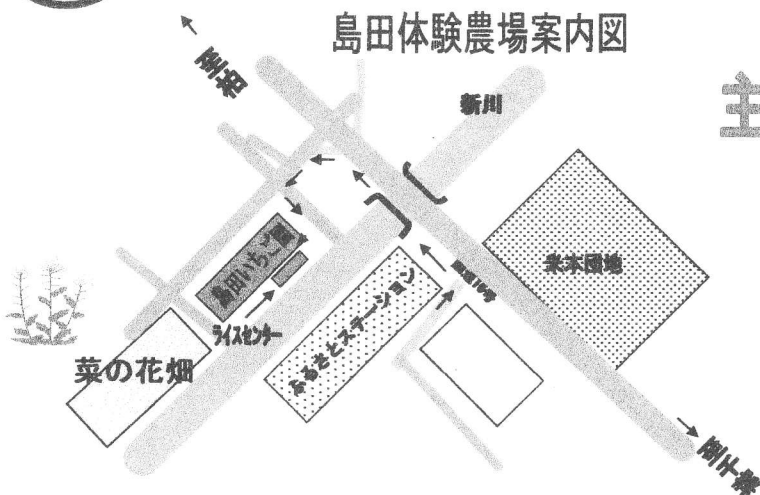 島田体験農場案内図
至柏
新川
主
米本団地
国道16号
島田いちご園
ライスセンター
ふるさとステーション
菜の花畑
至千葉